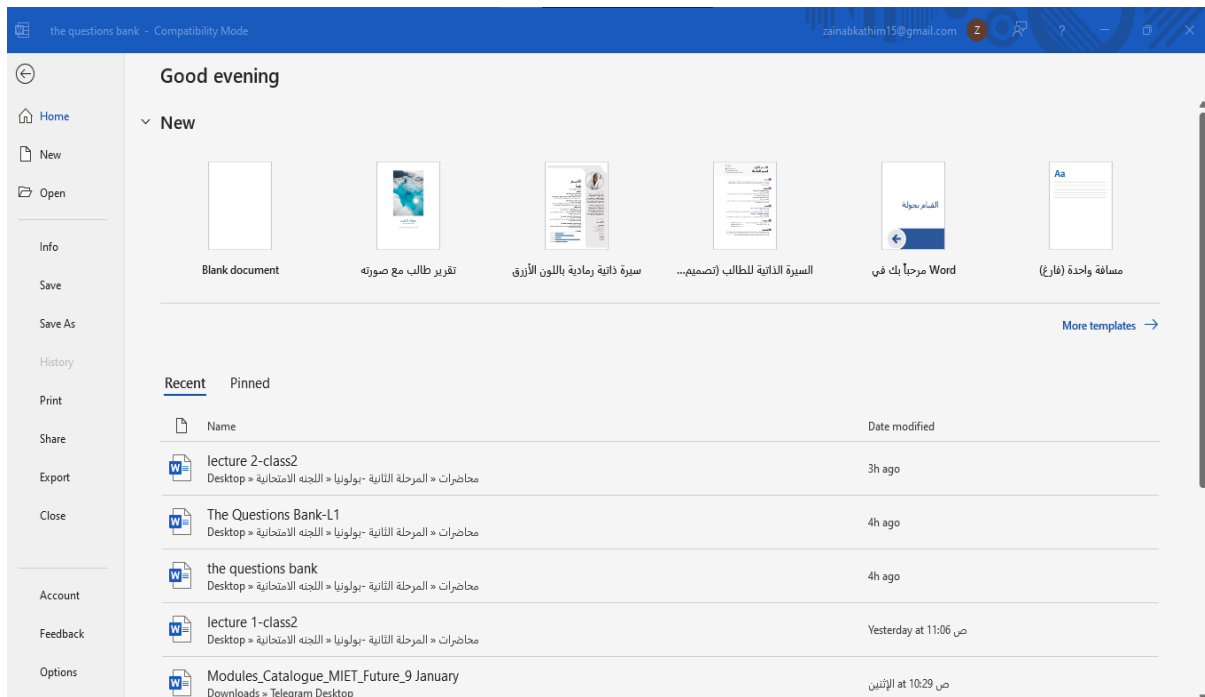 the questions bank - Compatibility Mode
zainabkathim15@gmail.com Z ?
Good evening
Home
New
Open
Info
Save
Save As
History
Print
Share
Export
Close
Account
Feedback
Options
New
Aa
القيام بجولة
Blank document
تقرير طالب مع صورته
سيرة ذاتية رمادية باللون الأزرق
السيرة الذاتية للطالب (تصميم...
مرحباً بك في Word
مسافة واحدة (فارغ)
More templates
Recent Pinned
Name Date modified
lecture 2-class2 3h ago
Desktop » محاضرات » المرحلة الثانية -بولونيا » اللجنه الامتحانية
The Questions Bank-L1 4h ago
Desktop » محاضرات » المرحلة الثانية -بولونيا » اللجنه الامتحانية
the questions bank 4h ago
Desktop » محاضرات » المرحلة الثانية -بولونيا » اللجنه الامتحانية
lecture 1-class2 Yesterday at 11:06 ص
Desktop » محاضرات » المرحلة الثانية -بولونيا » اللجنه الامتحانية
Modules_Catalogue_MIET_Future_9 January الإثنين at 10:29 ص
Downloads » Telegram Desktop